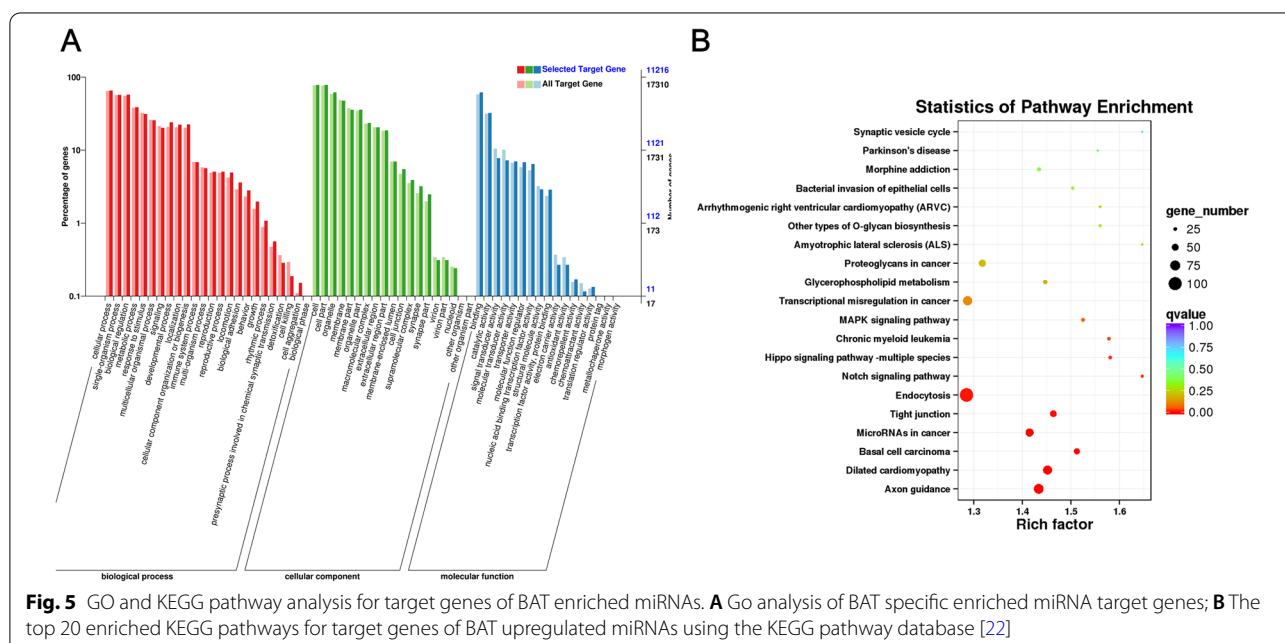 A
Selected Target Gene
All Target Gene
Percentage of genes
100
10
1
0.1
11216
17310
1121
1731
112
173
11
17
Number of genes
cellular process
single-organism process
biological regulation
metabolic process
response to stimulus
multicellular organismal process
signaling
developmental process
localization
cellular component organization or biogenesis
immune system process
multi-organism process
reproduction
reproductive process
locomotion
biological adhesion
behavior
growth
rhythmic process
presynaptic process involved in chemical synaptic transmission
detoxification
cell killing
cell aggregation
biological phase
cell
cell part
organelle
membrane
membrane part
organelle part
macromolecular complex
extracellular region
extracellular region part
membrane-enclosed lumen
cell junction
supramolecular complex
synapse
synapse part
virion
virion part
nucleoid
other organism
other organism part
binding
catalytic activity
signal transducer activity
molecular transducer activity
transporter activity
molecular function regulator
nucleic acid binding transcription factor activity
structural molecule activity
transcription factor activity, protein binding
electron carrier activity
antioxidant activity
chemorepellent activity
chemoattractant activity
translation regulator activity
protein tag
metallochaperone activity
morphogen activity
biological process
cellular component
molecular function
B
Statistics of Pathway Enrichment
Synaptic vesicle cycle
Parkinson's disease
Morphine addiction
Bacterial invasion of epithelial cells
Arrhythmogenic right ventricular cardiomyopathy (ARVC)
Other types of O-glycan biosynthesis
Amyotrophic lateral sclerosis (ALS)
Proteoglycans in cancer
Glycerophospholipid metabolism
Transcriptional misregulation in cancer
MAPK signaling pathway
Chronic myeloid leukemia
Hippo signaling pathway -multiple species
Notch signaling pathway
Endocytosis
Tight junction
MicroRNAs in cancer
Basal cell carcinoma
Dilated cardiomyopathy
Axon guidance
1.3 1.4 1.5 1.6
Rich factor
gene_number
25
50
75
100
qvalue
1.00
0.75
0.50
0.25
0.00
Fig. 5 GO and KEGG pathway analysis for target genes of BAT enriched miRNAs. A Go analysis of BAT specific enriched miRNA target genes; B The
top 20 enriched KEGG pathways for target genes of BAT upregulated miRNAs using the KEGG pathway database [22]